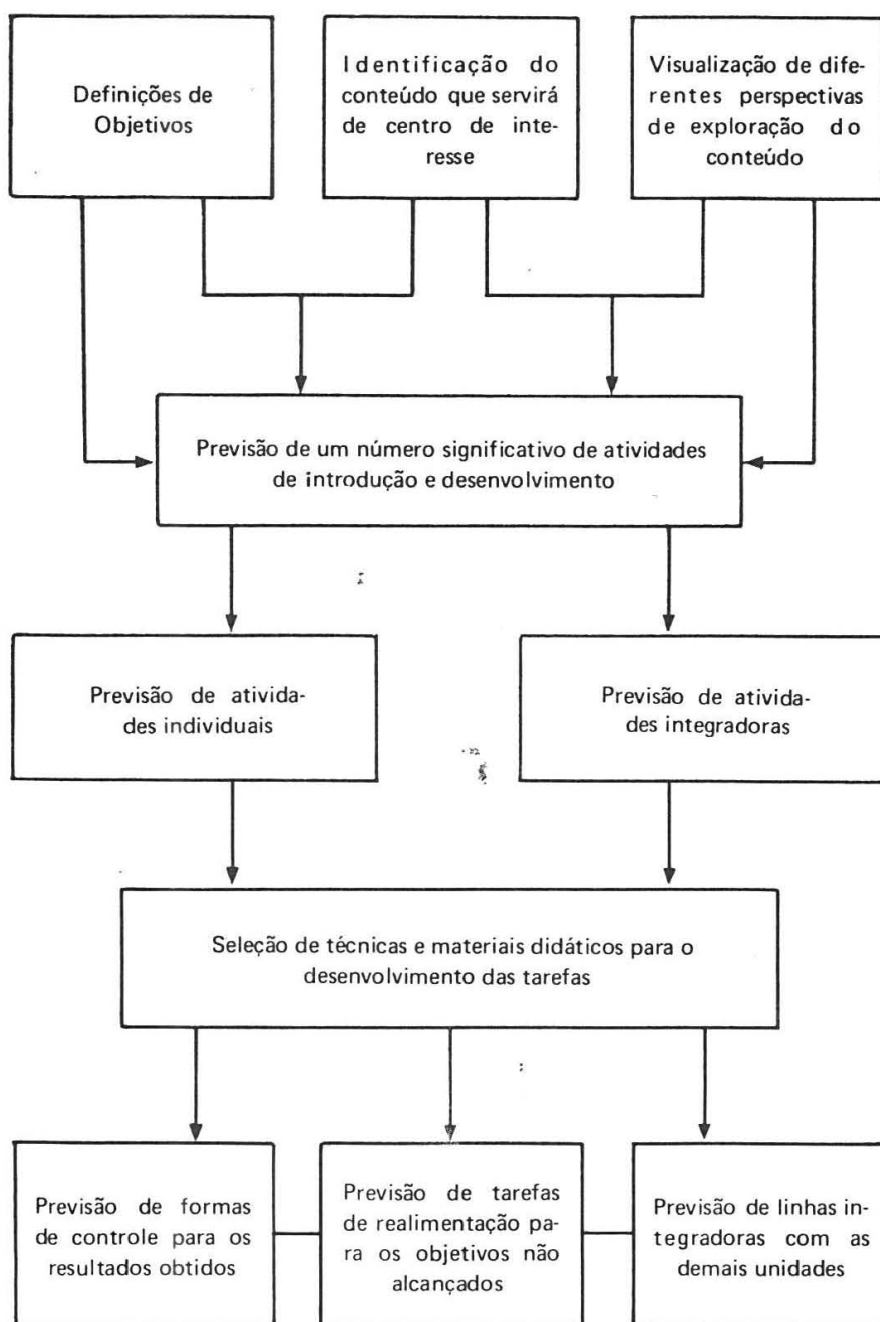 Definições de
Objetivos
Identificação do
conteúdo que servirá
de centro de inte-
resse
Visualização de dife-
rentes perspectivas
de exploração do
conteúdo
Previsão de um número significativo de atividades
de introdução e desenvolvimento
Previsão de ativida-
des individuais
Previsão de ativida-
des integradoras
Seleção de técnicas e materiais didáticos para o
desenvolvimento das tarefas
Previsão de formas
de controle para os
resultados obtidos
Previsão de tarefas
de realimentação pa-
ra os objetivos não
alcançados
Previsão de linhas in-
tegradoras com as
demais unidades